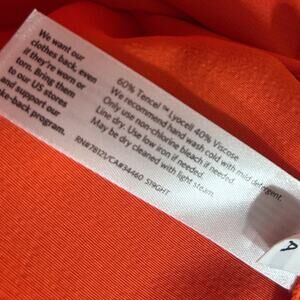 We want our
clothes back, even
if they're worn or
torn. Bring them
to our US stores
and support our
ke-back program.
60% Tencel™ Lyocell 40% Viscose
We recommend hand wash cold with mild detergent.
Only use non-chlorine bleach if needed.
Line dry. Use low iron if needed.
May be dry cleaned with light steam.
RN#78121/CA#34460 S19GHT
A